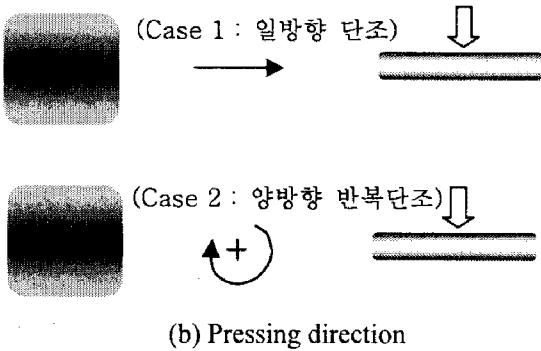 (Case 1 : 일방향 단조)
(Case 2 : 양방향 반복단조)
(b) Pressing direction